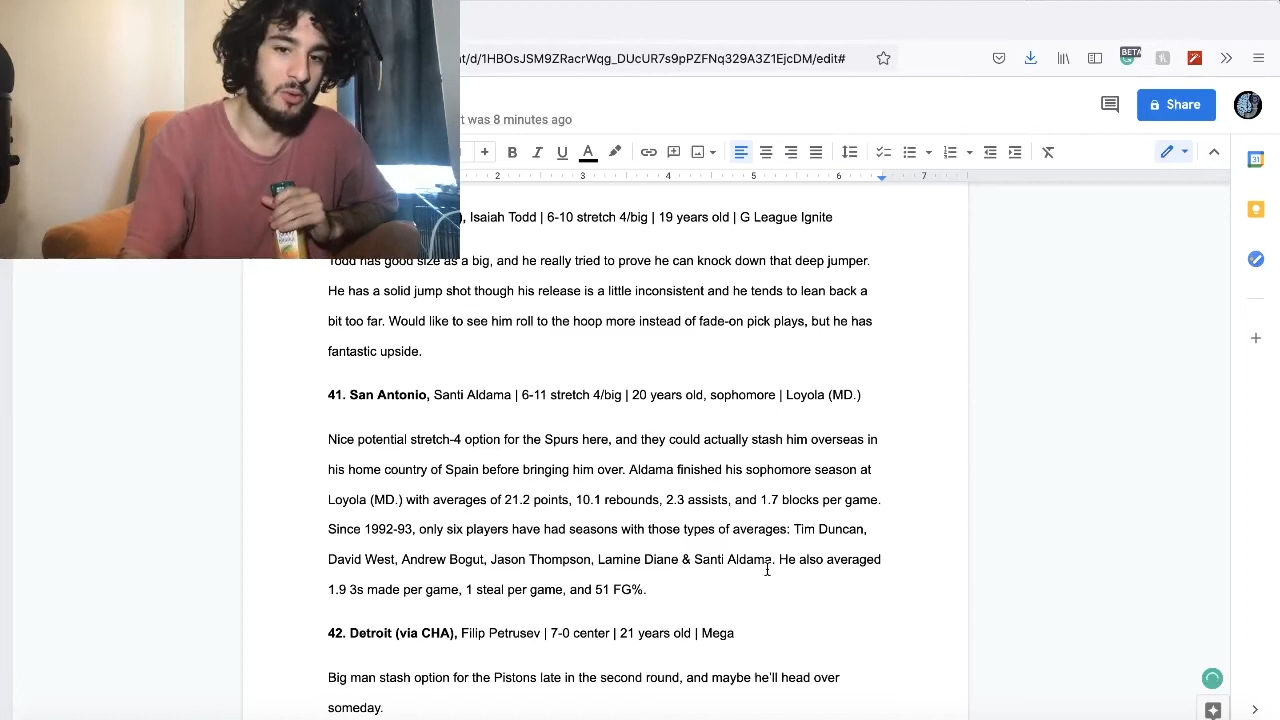 t/d/1HBOsJSM9ZRacrWqg_DUcUR7s9pPZFNq329A3Z1EjcDM/edit#
BETA
t was 8 minutes ago
Share
31
2 3 4 5 6 7
, Isaiah Todd | 6-10 stretch 4/big | 19 years old | G League Ignite
Todd has good size as a big, and he really tried to prove he can knock down that deep jumper.
He has a solid jump shot though his release is a little inconsistent and he tends to lean back a
bit too far. Would like to see him roll to the hoop more instead of fade-on pick plays, but he has
fantastic upside.
41. San Antonio, Santi Aldama | 6-11 stretch 4/big | 20 years old, sophomore | Loyola (MD.)
Nice potential stretch-4 option for the Spurs here, and they could actually stash him overseas in
his home country of Spain before bringing him over. Aldama finished his sophomore season at
Loyola (MD.) with averages of 21.2 points, 10.1 rebounds, 2.3 assists, and 1.7 blocks per game.
Since 1992-93, only six players have had seasons with those types of averages: Tim Duncan,
David West, Andrew Bogut, Jason Thompson, Lamine Diane & Santi Aldama. He also averaged
1.9 3s made per game, 1 steal per game, and 51 FG%.
42. Detroit (via CHA), Filip Petrusev | 7-0 center | 21 years old | Mega
Big man stash option for the Pistons late in the second round, and maybe he'll head over
someday.